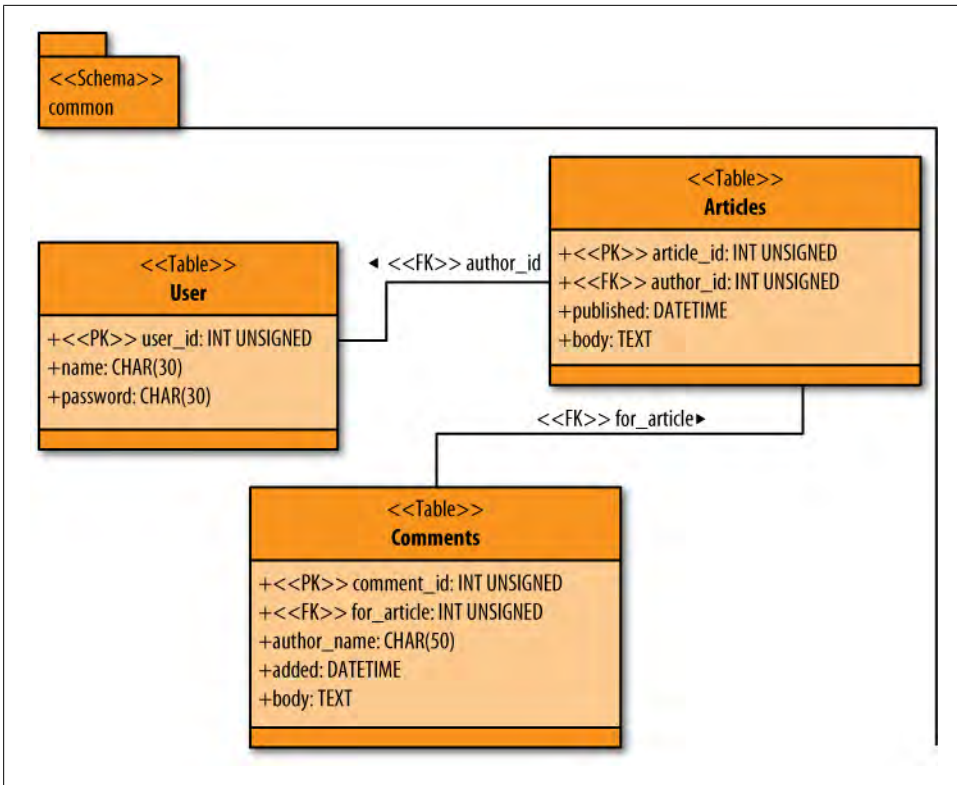 <<Schema>>
common
<<Table>>
Articles
+<<PK>> article_id: INT UNSIGNED
+<<FK>> author_id: INT UNSIGNED
+published: DATETIME
+body: TEXT
◄ <<FK>> author_id
<<Table>>
User
+<<PK>> user_id: INT UNSIGNED
+name: CHAR(30)
+password: CHAR(30)
<<FK>> for_article►
<<Table>>
Comments
+<<PK>> comment_id: INT UNSIGNED
+<<FK>> for_article: INT UNSIGNED
+author_name: CHAR(50)
+added: DATETIME
+body: TEXT